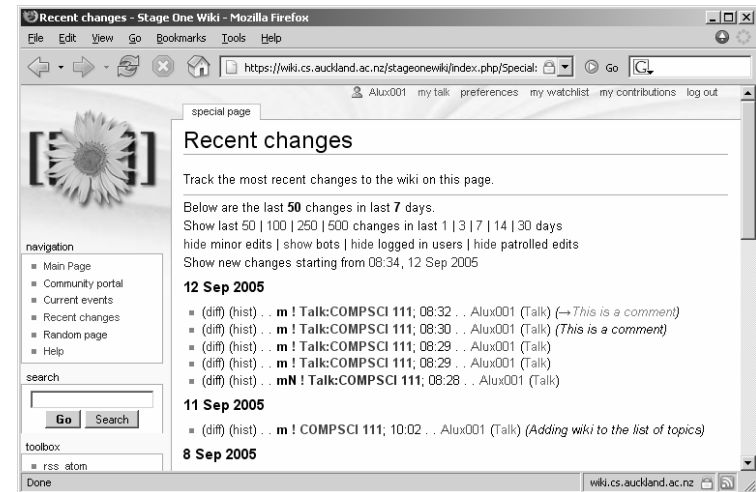 Recent changes - Stage One Wiki - Mozilla Firefox
File Edit View Go Bookmarks Tools Help
https://wiki.cs.auckland.ac.nz/stageonewiki/index.php/Special: Go G
Alux001 my talk preferences my watchlist my contributions log out
special page
Recent changes
Track the most recent changes to the wiki on this page.
Below are the last 50 changes in last 7 days.
Show last 50 | 100 | 250 | 500 changes in last 1 | 3 | 7 | 14 | 30 days
hide minor edits | show bots | hide logged in users | hide patrolled edits
Show new changes starting from 08:34, 12 Sep 2005
12 Sep 2005
(diff) (hist) . . m ! Talk:COMPSCI 111; 08:32 . . Alux001 (Talk) (→This is a comment)
(diff) (hist) . . m ! Talk:COMPSCI 111; 08:30 . . Alux001 (Talk) (This is a comment)
(diff) (hist) . . m ! Talk:COMPSCI 111; 08:29 . . Alux001 (Talk)
(diff) (hist) . . m ! Talk:COMPSCI 111; 08:29 . . Alux001 (Talk)
(diff) (hist) . . mN ! Talk:COMPSCI 111; 08:28 . . Alux001 (Talk)
11 Sep 2005
(diff) (hist) . . m ! COMPSCI 111; 10:02 . . Alux001 (Talk) (Adding wiki to the list of topics)
8 Sep 2005
navigation
Main Page
Community portal
Current events
Recent changes
Random page
Help
search
Go Search
toolbox
rss atom
Done wiki.cs.auckland.ac.nz